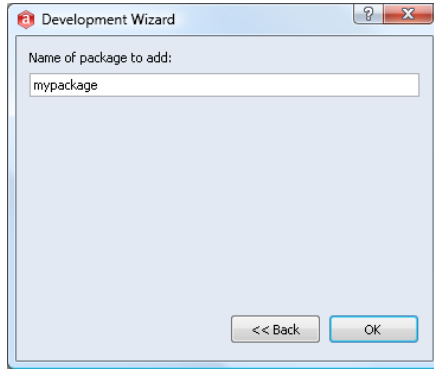 Development Wizard
Name of package to add:
mypackage
<< Back
OK